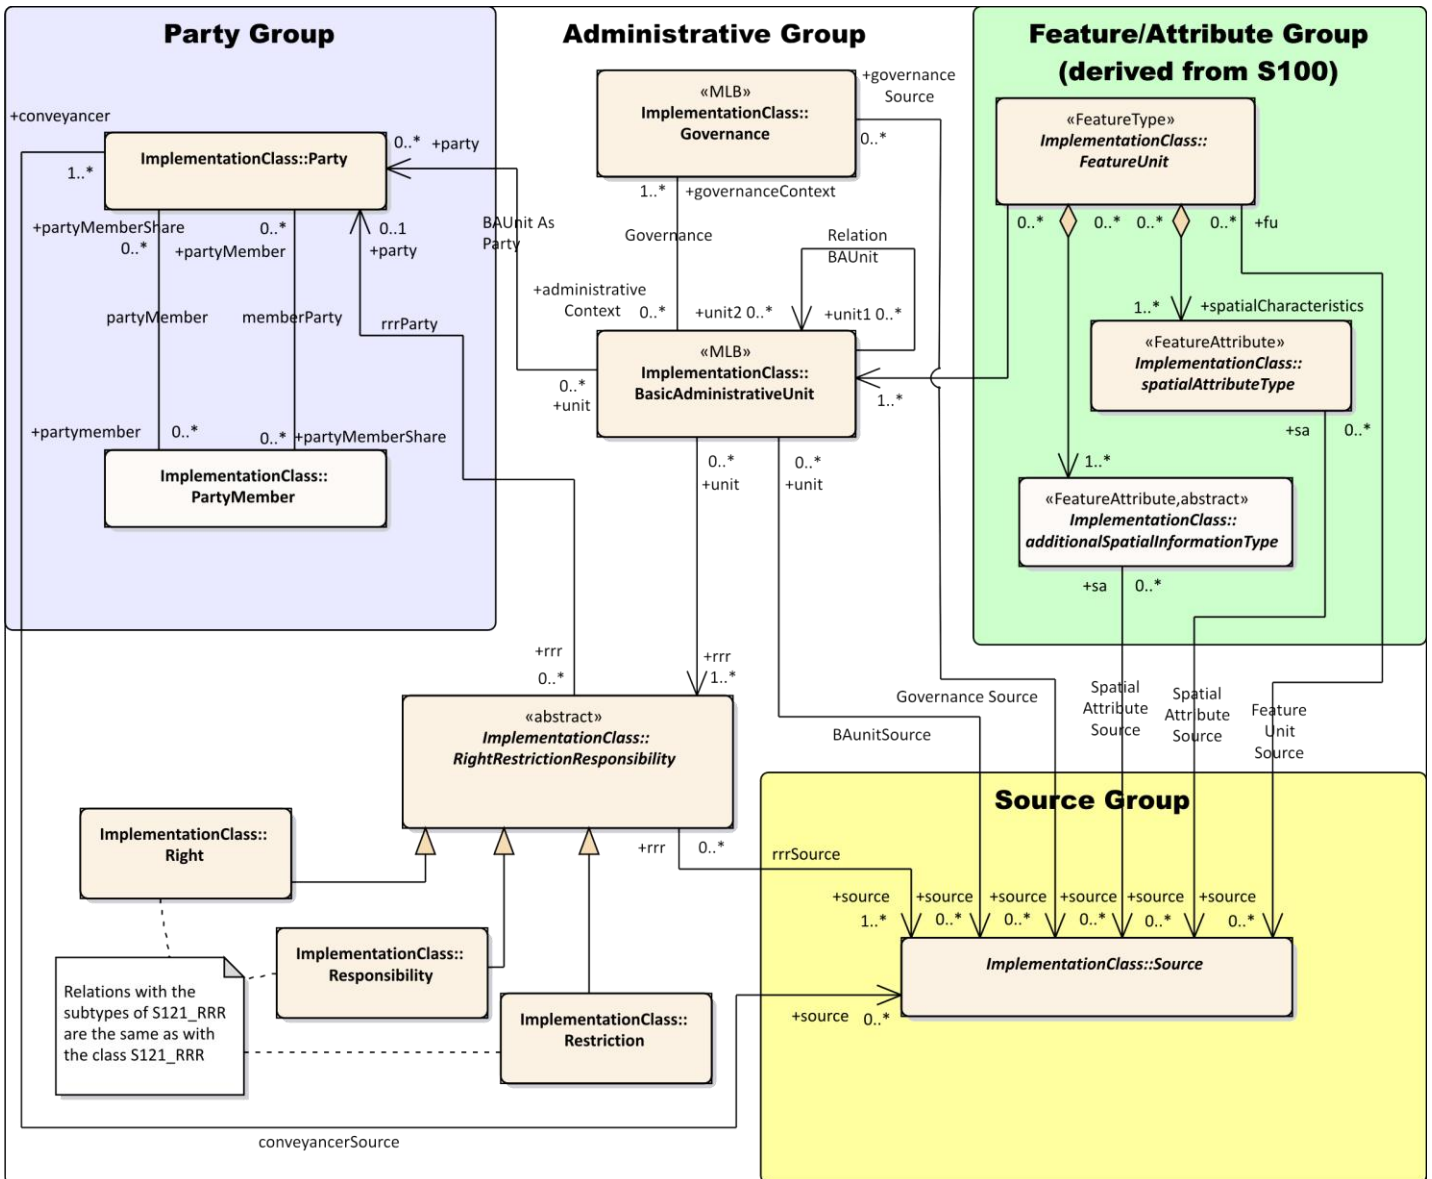 Party Group
Administrative Group
Feature/Attribute Group
(derived from S100)
+conveyancer
1..*
ImplementationClass::Party
0..*
+party
«MLB»
ImplementationClass::
Governance
+governance
Source
0..*
«FeatureType»
ImplementationClass::
FeatureUnit
+partyMemberShare
0..*
0..*
+partyMember
0..1
+party
BAUnit As
Party
1..*
+governanceContext
Governance
Relation
BAUnit
0..*
0..*
0..*
0..*
+fu
+administrative
Context
0..*
+unit2 0..*
+unit1 0..*
1..*
+spatialCharacteristics
partyMember
memberParty
rrrParty
«MLB»
ImplementationClass::
BasicAdministrativeUnit
0..*
+unit
1..*
«FeatureAttribute»
ImplementationClass::
spatialAttributeType
+sa
0..*
+partymember
0..*
0..*
+partyMemberShare
ImplementationClass::
PartyMember
0..*
+unit
0..*
+unit
1..*
«FeatureAttribute,abstract»
ImplementationClass::
additionalSpatialInformationType
+sa
0..*
+rrr
0..*
+rrr
1..*
Governance Source
BAunitSource
Spatial
Attribute
Source
Spatial
Attribute
Source
Feature
Unit
Source
«abstract»
ImplementationClass::
RightRestrictionResponsibility
+rrr
0..*
rrrSource
Source Group
ImplementationClass::
Right
+source
1..*
+source
0..*
+source
0..*
+source
0..*
+source
0..*
+source
0..*
ImplementationClass::
Responsibility
ImplementationClass::Source
Relations with the
subtypes of S121_RRR
are the same as with
the class S121_RRR
ImplementationClass::
Restriction
+source
0..*
conveyancerSource